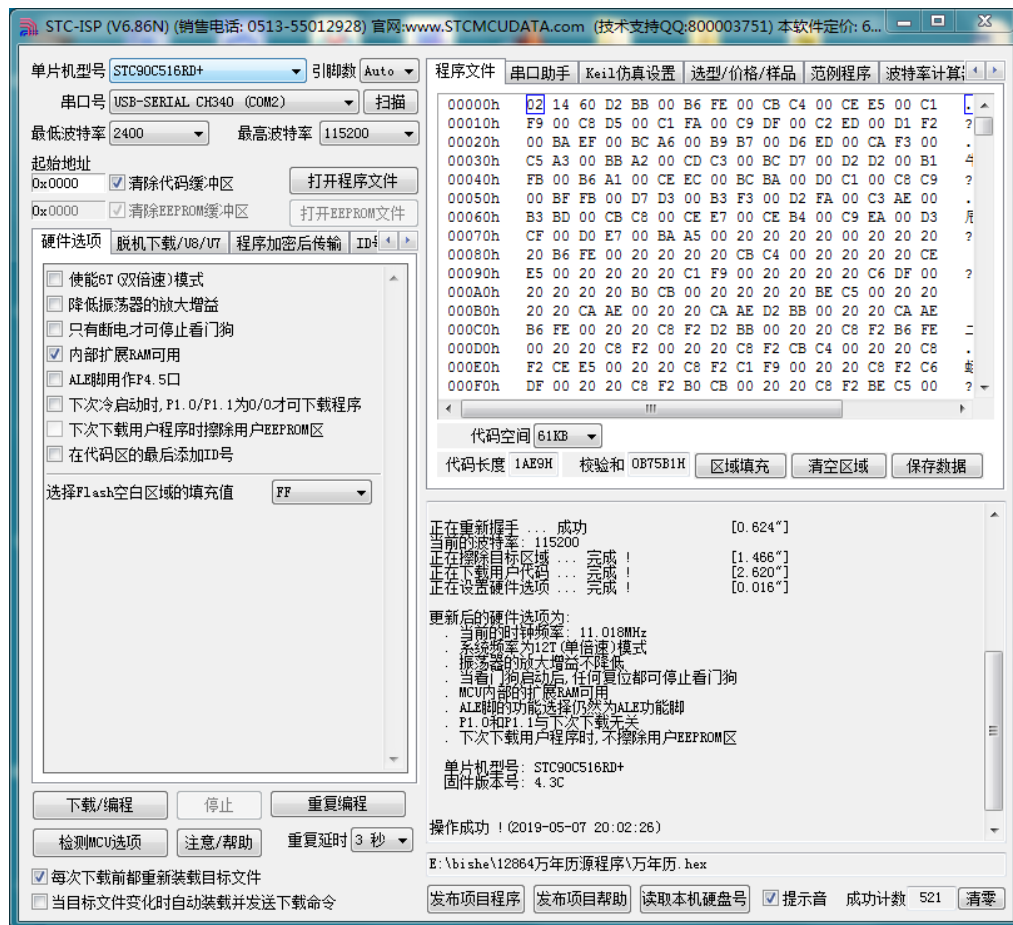 STC-ISP (V6.86N) (销售电话: 0513-55012928) 官网:www.STCMCUDATA.com (技术支持QQ:800003751) 本软件定价: 6...
单片机型号 STC90C516RD+ 引脚数 Auto
串口号 USB-SERIAL CH340 (COM2) 扫描
最低波特率 2400 最高波特率 115200
起始地址
0x0000 清除代码缓冲区 打开程序文件
0x0000 清除EEPROM缓冲区 打开EEPROM文件
硬件选项 脱机下载/U8/U7 程序加密后传输 ID号
使能6T(双倍速)模式
降低振荡器的放大增益
只有断电才可停止看门狗
内部扩展RAM可用
ALE脚用作P4.5口
下次冷启动时,P1.0/P1.1为0/0才可下载程序
下次下载用户程序时擦除用户EEPROM区
在代码区的最后添加ID号
选择Flash空白区域的填充值 FF
下载/编程 停止 重复编程
检测MCU选项 注意/帮助 重复延时 3 秒
每次下载前都重新装载目标文件
当目标文件变化时自动装载并发送下载命令
程序文件 串口助手 Keil仿真设置 选型/价格/样品 范例程序 波特率计算
00000h 02 14 60 D2 BB 00 B6 FE 00 CB C4 00 CE E5 00 C1 .
00010h F9 00 C8 D5 00 C1 FA 00 C9 DF 00 C2 ED 00 D1 F2 ?
00020h 00 BA EF 00 BC A6 00 B9 B7 00 D6 ED 00 CA F3 00 .
00030h C5 A3 00 BB A2 00 CD C3 00 BC D7 00 D2 D2 00 B1 牛
00040h FB 00 B6 A1 00 CE EC 00 BC BA 00 D0 C1 00 C8 C9 ?
00050h 00 BF FB 00 D7 D3 00 B3 F3 00 D2 FA 00 C3 AE 00 .
00060h B3 BD 00 CB C8 00 CE E7 00 CE B4 00 C9 EA 00 D3
00070h CF 00 D0 E7 00 BA A5 00 20 20 20 20 20 00 20 20 ?
00080h 20 B6 FE 00 20 20 20 20 CB C4 00 20 20 20 20 CE
00090h E5 00 20 20 20 20 C1 F9 00 20 20 20 20 C6 DF 00 ?
000A0h 20 20 20 20 B0 CB 00 20 20 20 20 BE C5 00 20 20
000B0h 20 20 CA AE 00 20 20 CA AE D2 BB 00 20 20 CA AE
000C0h B6 FE 00 20 20 C8 F2 D2 BB 00 20 20 C8 F2 B6 FE 二
000D0h 00 20 20 C8 F2 00 20 20 C8 F2 CB C4 00 20 20 C8 .
000E0h F2 CE E5 00 20 20 C8 F2 C1 F9 00 20 20 C8 F2 C6
000F0h DF 00 20 20 C8 F2 B0 CB 00 20 20 C8 F2 BE C5 00 ?
代码空间 61KB
代码长度 1AE9H 校验和 0B75B1H 区域填充 清空区域 保存数据
正在重新握手 ... 成功 [0.624"]
当前的波特率: 115200
正在擦除目标区域 ... 完成 ! [1.466"]
正在下载用户代码 ... 完成 ! [2.620"]
正在设置硬件选项 ... 完成 ! [0.016"]
更新后的硬件选项为:
. 当前的时钟频率: 11.018MHz
. 系统频率为12T(单倍速)模式
. 振荡器的放大增益不降低
. 当看门狗启动后,任何复位都可停止看门狗
. MCU内部的扩展RAM可用
. ALE脚的功能选择仍然为ALE功能脚
. P1.0和P1.1与下次下载无关
. 下次下载用户程序时,不擦除用户EEPROM区
单片机型号: STC90C516RD+
固件版本号: 4.3C
操作成功 !(2019-05-07 20:02:26)
E:\bishe\12864万年历源程序\万年历.hex
发布项目程序 发布项目帮助 读取本机硬盘号 提示音 成功计数 521 清零